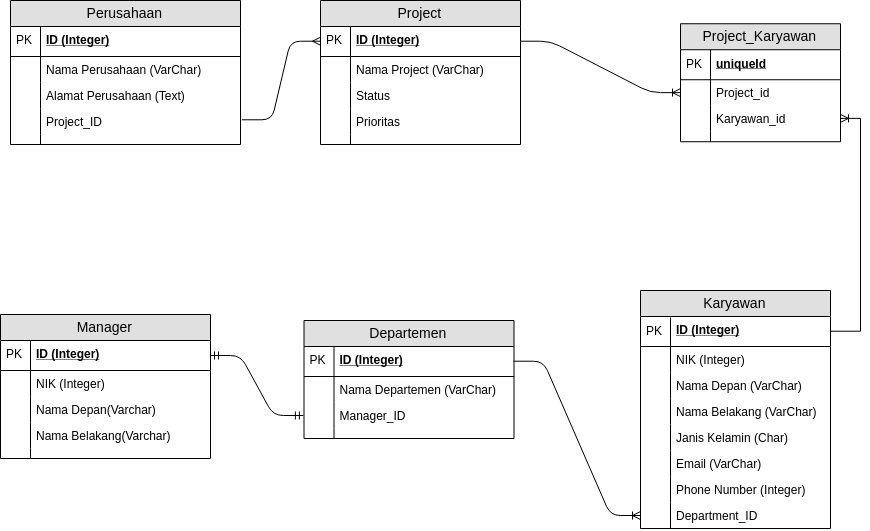 Perusahaan
PK ID (Integer)
Nama Perusahaan (VarChar)
Alamat Perusahaan (Text)
Project_ID
Project
PK ID (Integer)
Nama Project (VarChar)
Status
Prioritas
Project_Karyawan
PK uniqueId
Project_id
Karyawan_id
Manager
PK ID (Integer)
NIK (Integer)
Nama Depan(Varchar)
Nama Belakang(Varchar)
Departemen
PK ID (Integer)
Nama Departemen (VarChar)
Manager_ID
Karyawan
PK ID (Integer)
NIK (Integer)
Nama Depan (VarChar)
Nama Belakang (VarChar)
Janis Kelamin (Char)
Email (VarChar)
Phone Number (Integer)
Department_ID